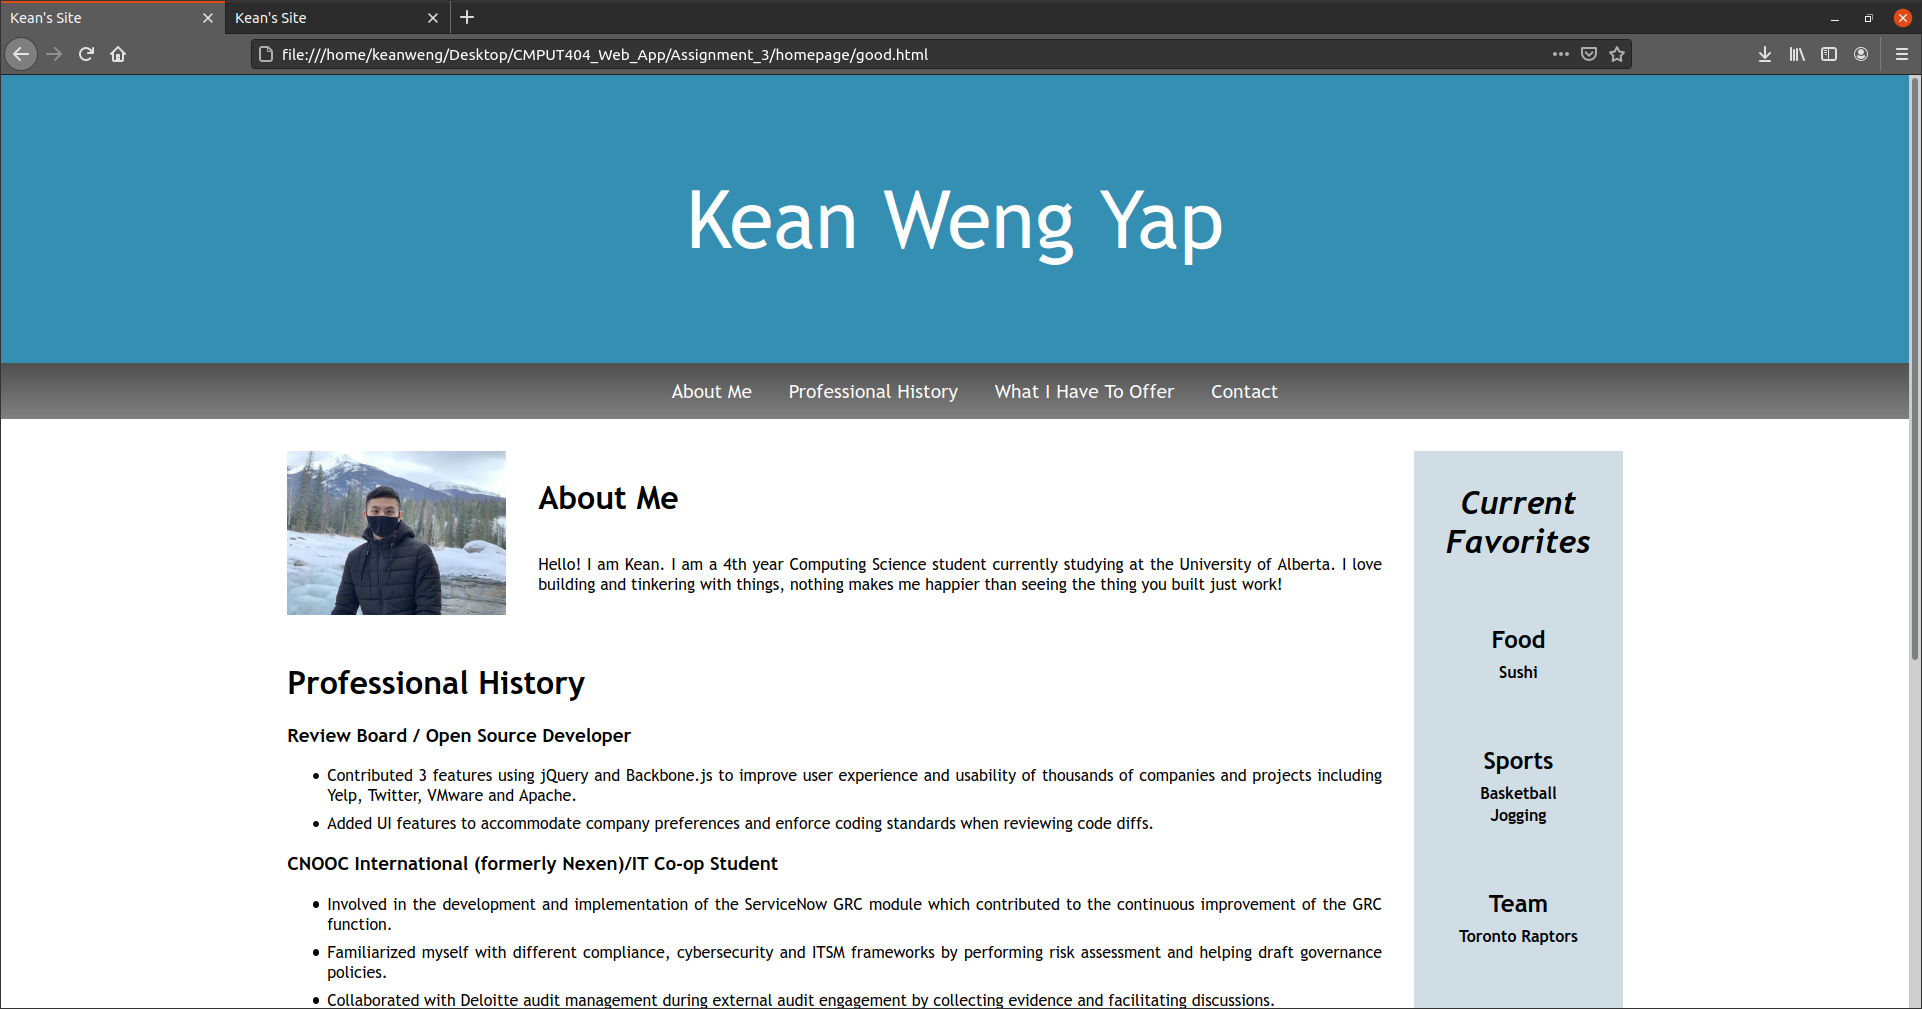 Kean's Site
Kean's Site
file:///home/keanweng/Desktop/CMPUT404_Web_App/Assignment_3/homepage/good.html
Kean Weng Yap
About Me
Professional History
What I Have To Offer
Contact
About Me
Hello! I am Kean. I am a 4th year Computing Science student currently studying at the University of Alberta. I love
building and tinkering with things, nothing makes me happier than seeing the thing you built just work!
Professional History
Review Board / Open Source Developer
• Contributed 3 features using jQuery and Backbone.js to improve user experience and usability of thousands of companies and projects including
Yelp, Twitter, VMware and Apache.
• Added UI features to accommodate company preferences and enforce coding standards when reviewing code diffs.
CNOOC International (formerly Nexen)/IT Co-op Student
• Involved in the development and implementation of the ServiceNow GRC module which contributed to the continuous improvement of the GRC
function.
• Familiarized myself with different compliance, cybersecurity and ITSM frameworks by performing risk assessment and helping draft governance
policies.
• Collaborated with Deloitte audit management during external audit engagement by collecting evidence and facilitating discussions.
Current
Favorites
Food
Sushi
Sports
Basketball
Jogging
Team
Toronto Raptors